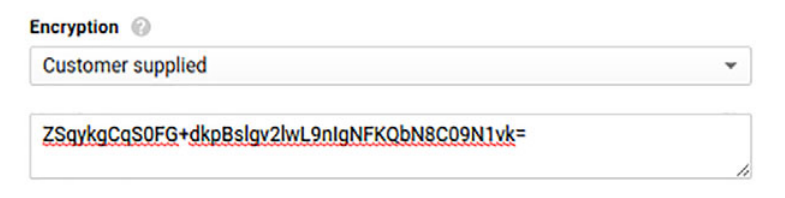 Encryption
Customer supplied
ZSqykgCqS0FG+dkpBslgv2lwL9nIgNFKQbN8C09N1vk=